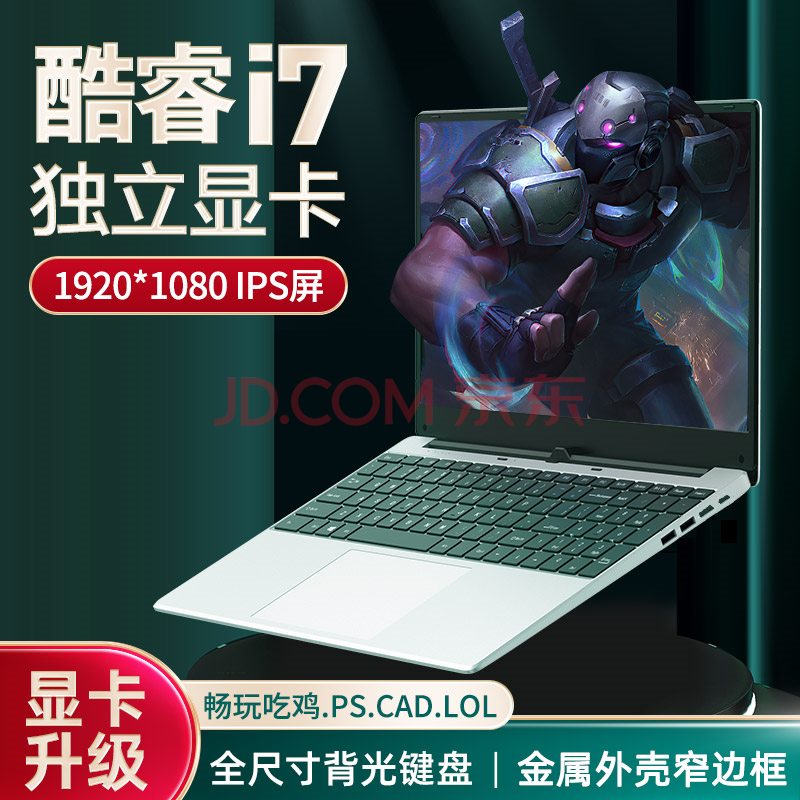 酷睿i7
独立显卡
1920*1080 IPS屏
JD.COM 京东
显卡
升级
畅玩吃鸡.PS.CAD.LOL
全尺寸背光键盘 | 金属外壳窄边框